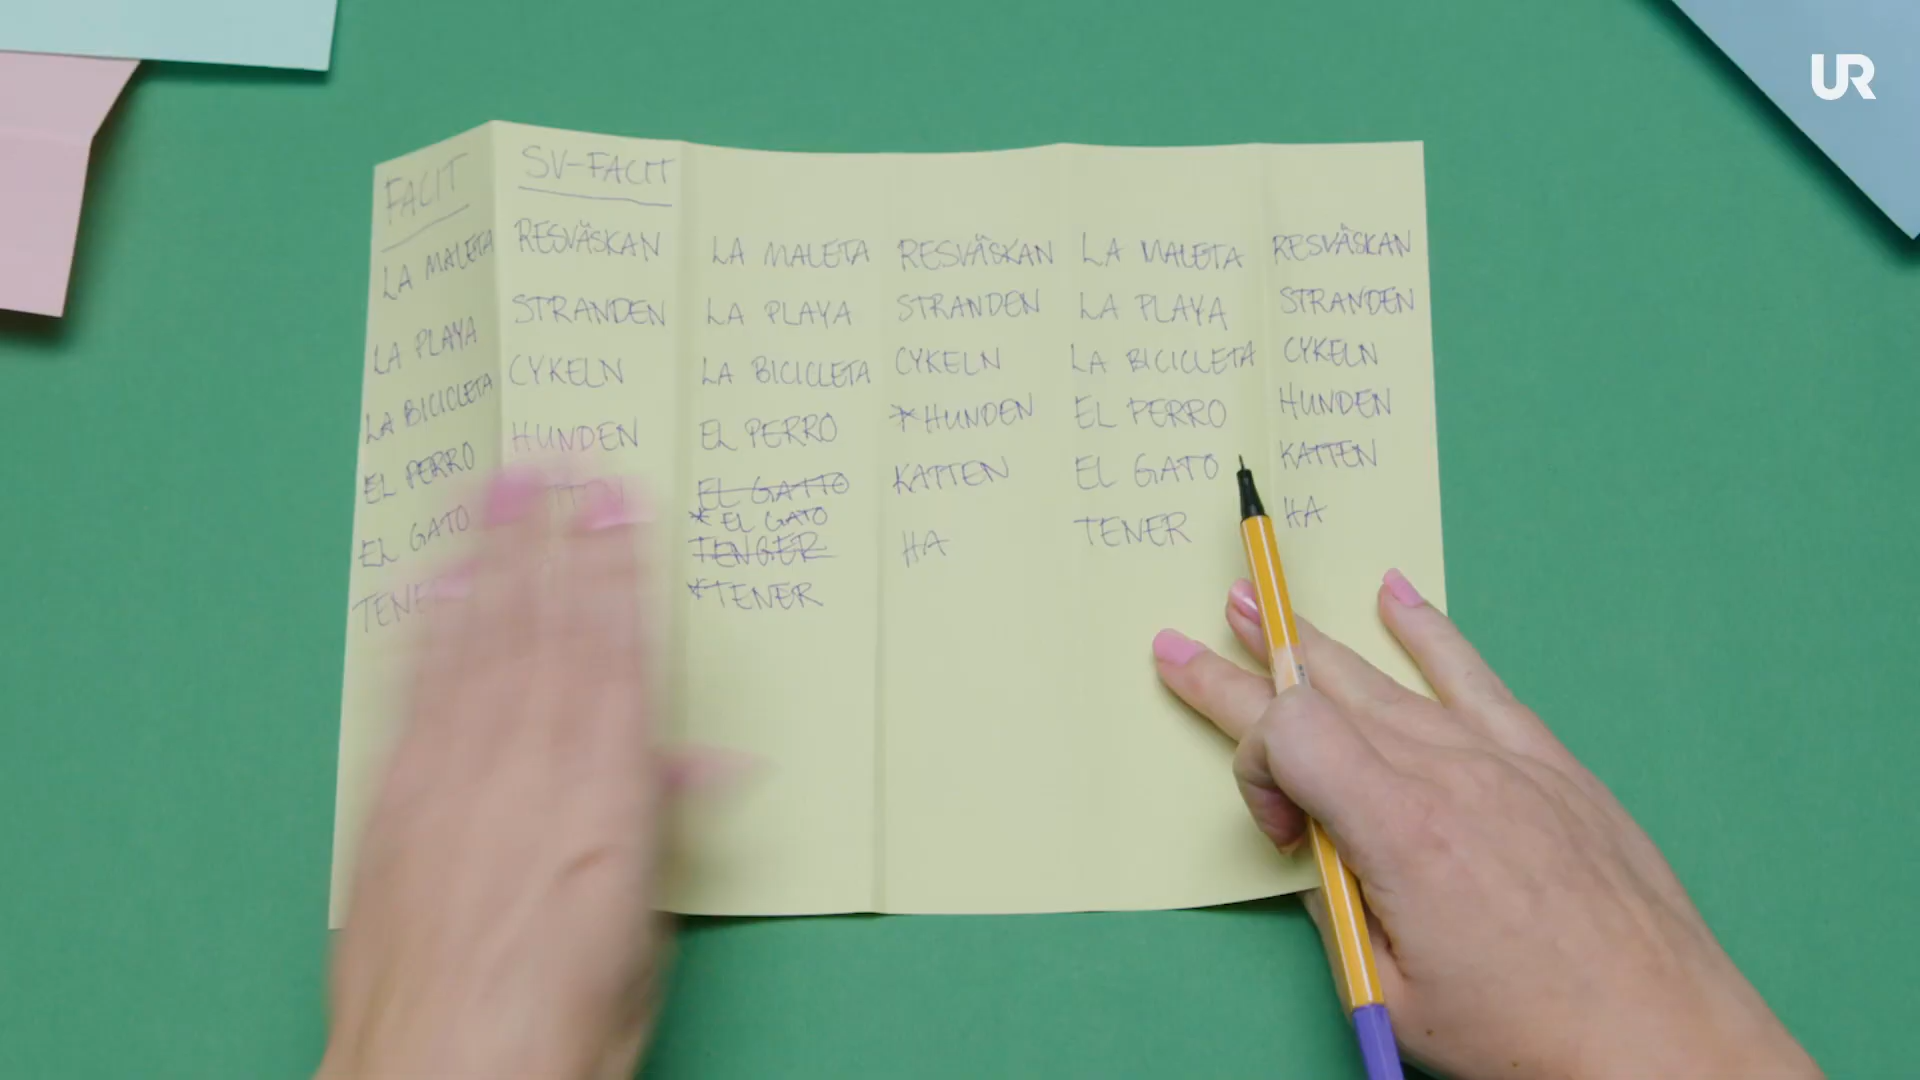 UR
FACIT
LA MALETA
LA PLAYA
LA BICICLETA
EL PERRO
EL GATO
SV-FACIT
RESVÄSKAN
STRANDEN
CYKELN
HUNDEN
LA MALETA
LA PLAYA
LA BICICLETA
EL PERRO
EL GATTO
* EL GATO
TENGER
*TENER
RESVÄSKAN
STRANDEN
CYKELN
*HUNDEN
KATTEN
HA
LA MALETA
LA PLAYA
LA BICICLETA
EL PERRO
EL GATO
TENER
RESVÄSKAN
STRANDEN
CYKELN
HUNDEN
KATTEN
HA